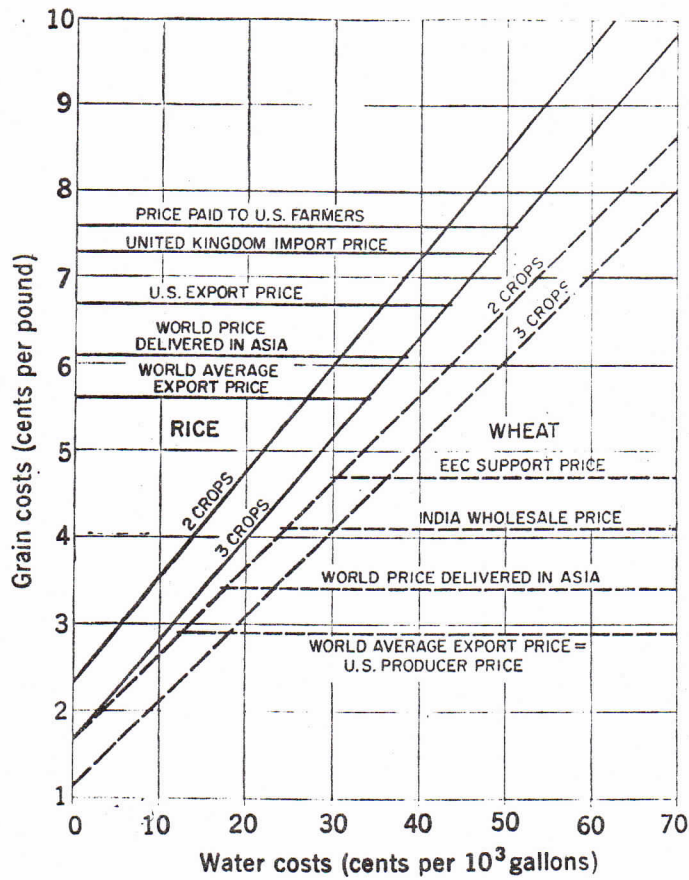 10
9
8
7
6
5
4
3
2
1
Grain costs (cents per pound)
PRICE PAID TO U.S. FARMERS
UNITED KINGDOM IMPORT PRICE
U.S. EXPORT PRICE
WORLD PRICE
DELIVERED IN ASIA
WORLD AVERAGE
EXPORT PRICE
RICE
2 CROPS
3 CROPS
2 CROPS
3 CROPS
WHEAT
EEC SUPPORT PRICE
INDIA WHOLESALE PRICE
WORLD PRICE DELIVERED IN ASIA
WORLD AVERAGE EXPORT PRICE =
U.S. PRODUCER PRICE
0 10 20 30 40 50 60 70
Water costs (cents per 10³ gallons)